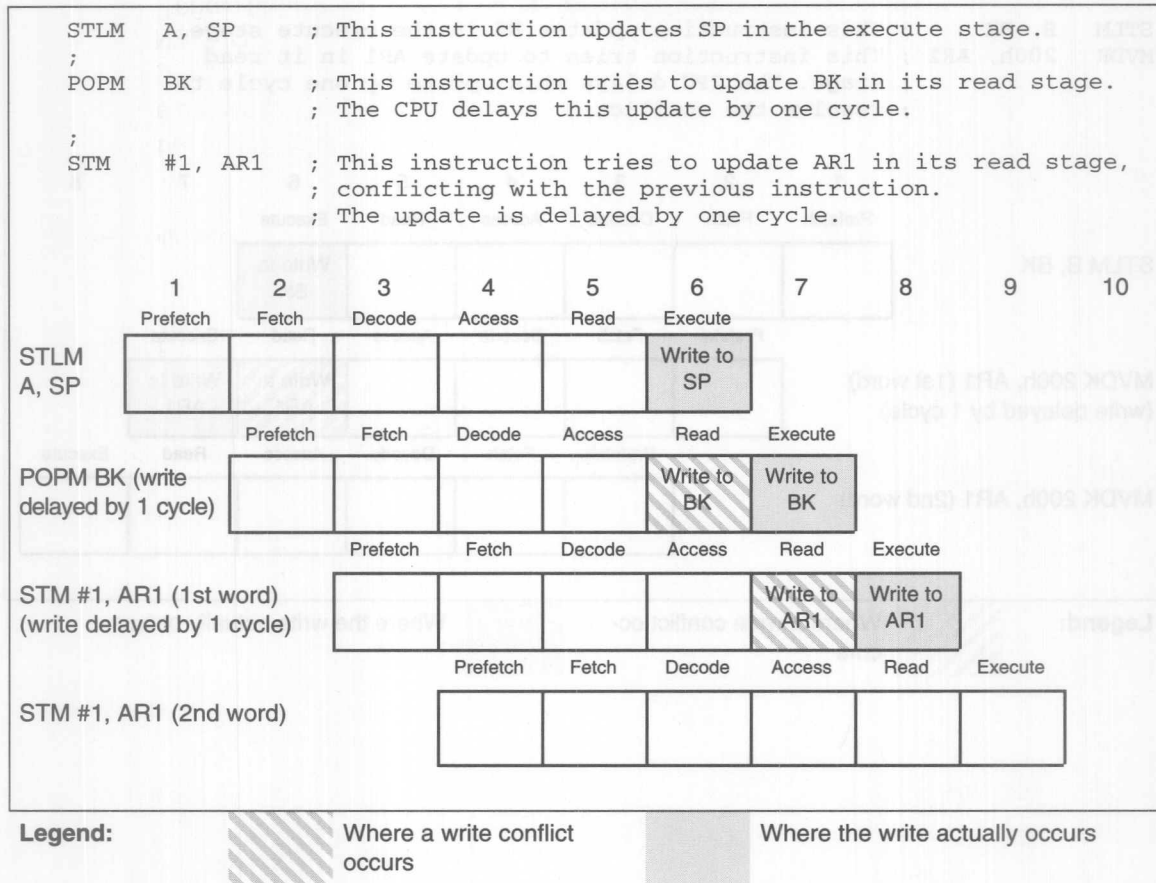 STLM A, SP ; This instruction updates SP in the execute stage.
;
POPM BK ; This instruction tries to update BK in its read stage.
; The CPU delays this update by one cycle.
;
STM #1, AR1 ; This instruction tries to update AR1 in its read stage,
; conflicting with the previous instruction.
; The update is delayed by one cycle.
1 2 3 4 5 6 7 8 9 10
Prefetch Fetch Decode Access Read Execute
STLM
A, SP
Write to
SP
Prefetch Fetch Decode Access Read Execute
POPM BK (write
delayed by 1 cycle)
Write to Write to
BK BK
Prefetch Fetch Decode Access Read Execute
STM #1, AR1 (1st word)
(write delayed by 1 cycle)
Write to Write to
AR1 AR1
Prefetch Fetch Decode Access Read Execute
STM #1, AR1 (2nd word)
Legend: Where a write conflict Where the write actually occurs
occurs